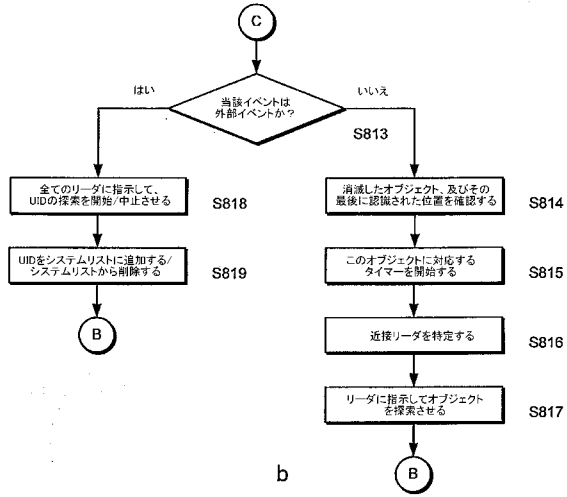 C
はい
いいえ
当該イベントは
外部イベントか?
S813
全てのリーダに指示して、
UIDの探索を開始/中止させる
S818
消滅したオブジェクト、及びその
最後に認識された位置を確認する
S814
UIDをシステムリストに追加する/
システムリストから削除する
S819
このオブジェクトに対応する
タイマーを開始する
S815
B
近接リーダを特定する
S816
リーダに指示してオブジェクト
を探索させる
S817
b
B